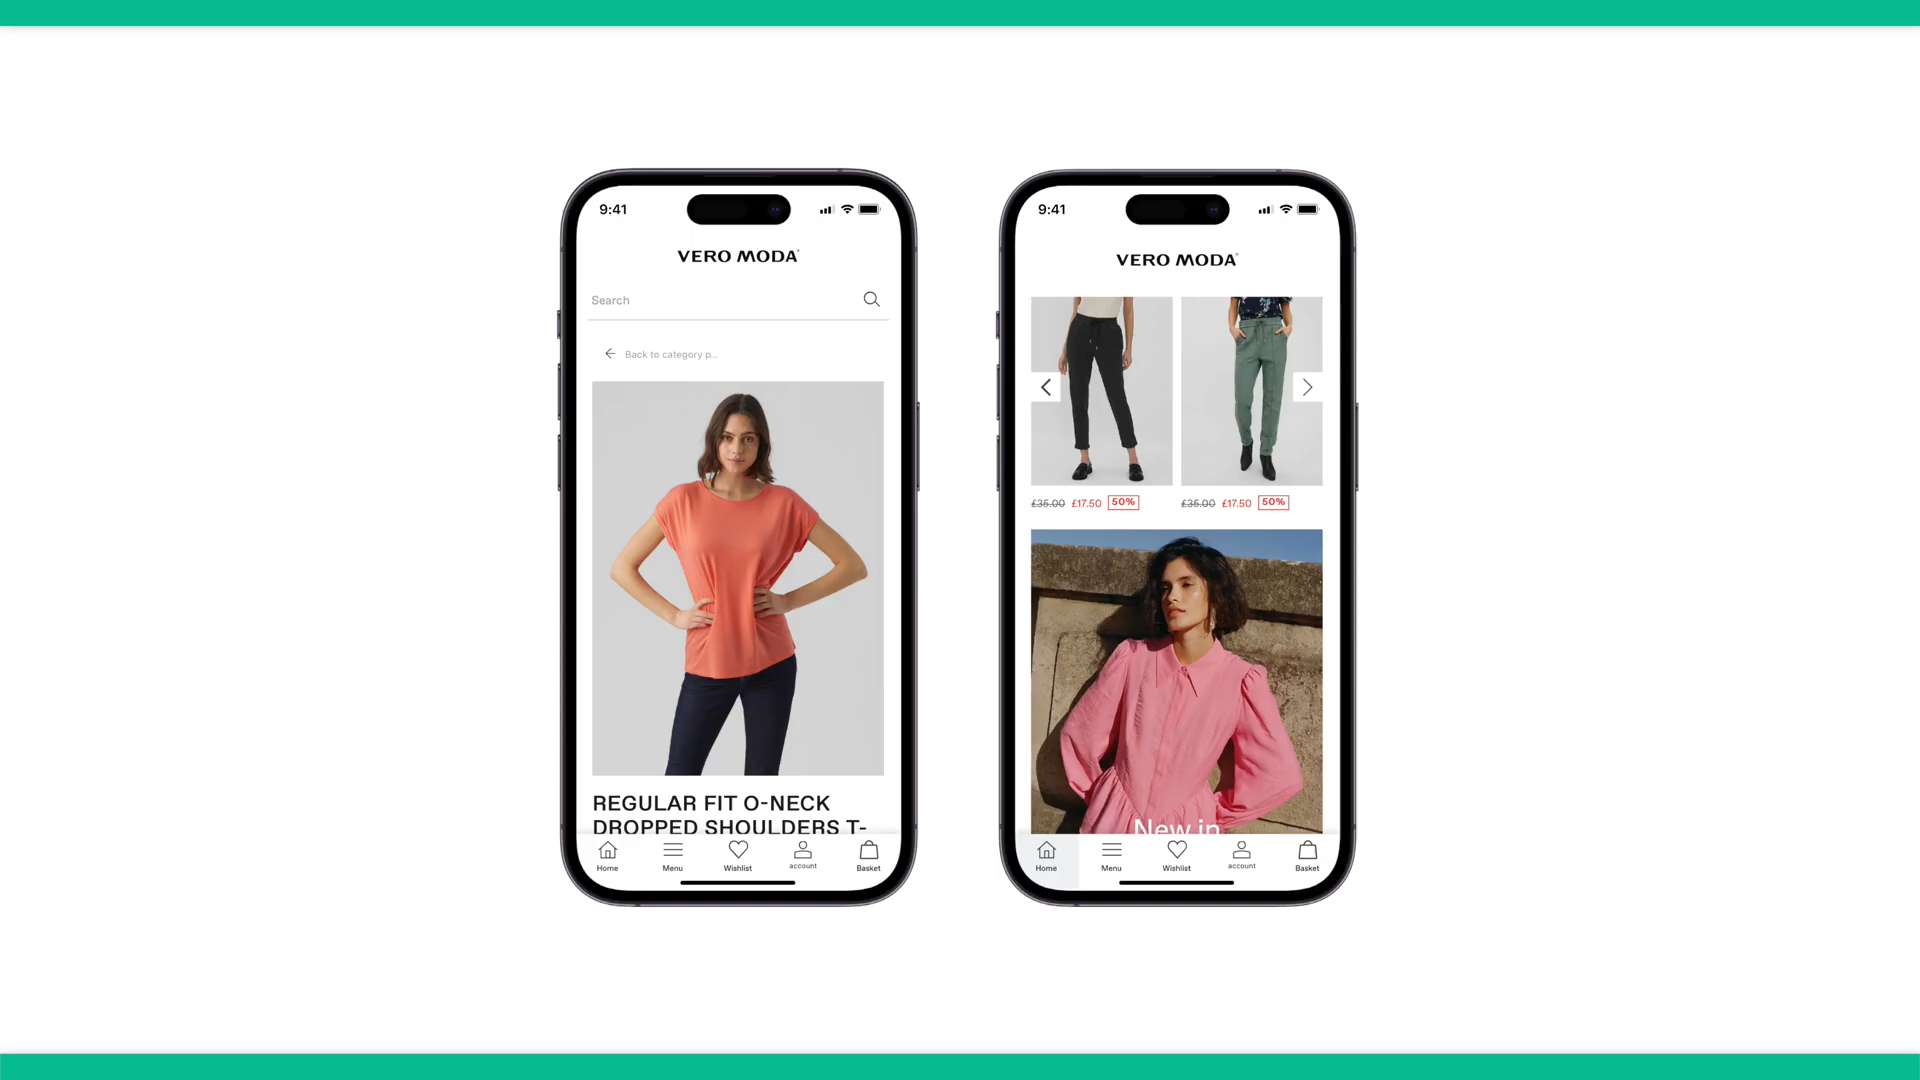 9:41
VERO MODA
Search
Back to category p...
REGULAR FIT O-NECK
DROPPED SHOULDERS T-
Home Menu Wishlist account Basket
9:41
VERO MODA
£35.00 £17.50 50% £35.00 £17.50 50%
New in
Home Menu Wishlist account Basket